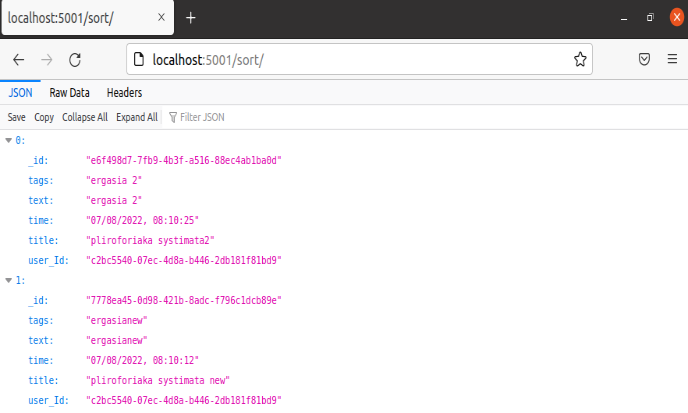 localhost:5001/sort/
localhost:5001/sort/
JSON Raw Data Headers
Save Copy Collapse All Expand All Filter JSON
0:
_id: "e6f498d7-7fb9-4b3f-a516-88ec4ab1ba0d"
tags: "ergasia 2"
text: "ergasia 2"
time: "07/08/2022, 08:10:25"
title: "pliroforiaka systimata2"
user_Id: "c2bc5540-07ec-4d8a-b446-2db181f81bd9"
1:
_id: "7778ea45-0d98-421b-8adc-f796c1dcb89e"
tags: "ergasianew"
text: "ergasianew"
time: "07/08/2022, 08:10:12"
title: "pliroforiaka systimata new"
user_Id: "c2bc5540-07ec-4d8a-b446-2db181f81bd9"